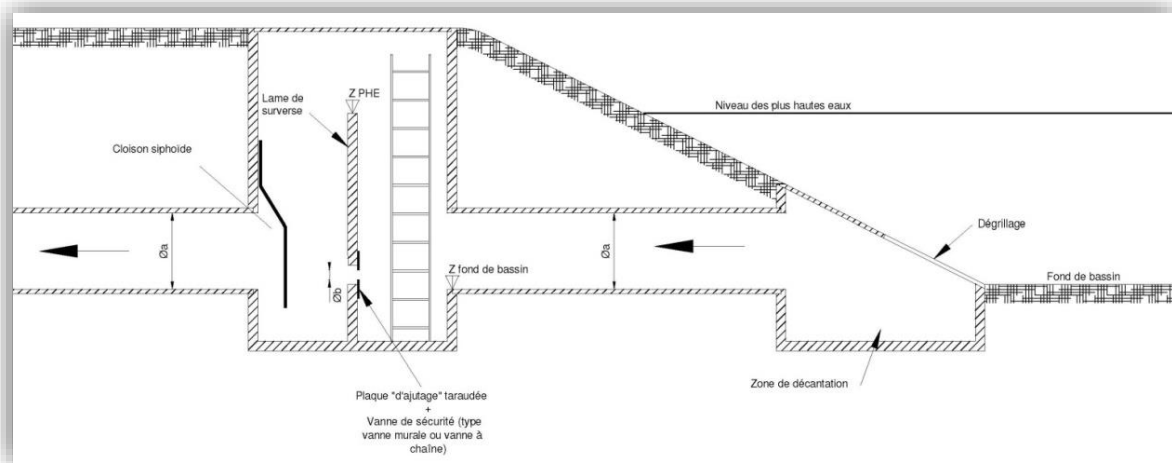 Z PHE
Lame de
surverse
Niveau des plus hautes eaux
Cloison siphoïde
Dégrillage
Øa
Øa
Z fond de bassin
Fond de bassin
Øb
Zone de décantation
Plaque "d'ajutage" taraudée
+
Vanne de sécurité (type
vanne murale ou vanne à
chaîne)